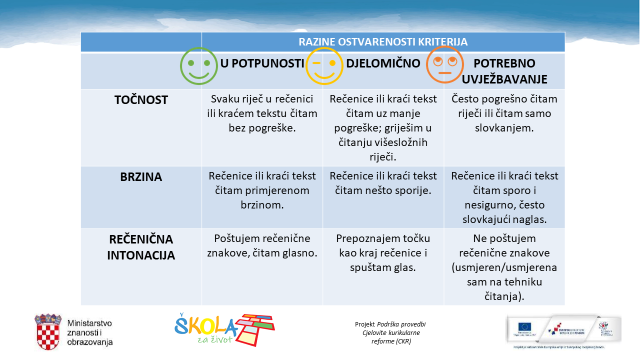 RAZINE OSTVARENOSTI KRITERIJA
U POTPUNOSTI
DJELOMIČNO
POTREBNO
UVJEŽBAVANJE
TOČNOST
Svaku riječ u rečenici
ili kraćem tekstu čitam
bez pogreške.
Rečenice ili kraći tekst
čitam uz manje
pogreške; griješim u
čitanju višesložnih
riječi.
Često pogrešno čitam
riječi ili čitam samo
slovkanjem.
BRZINA
Rečenice ili kraći tekst
čitam primjerenom
brzinom.
Rečenice ili kraći tekst
čitam nešto sporije.
Rečenice ili kraći tekst
čitam sporo i
nesigurno, često
slovkajući naglas.
REČENIČNA
INTONACIJA
Poštujem rečenične
znakove, čitam glasno.
Prepoznajem točku
kao kraj rečenice i
spuštam glas.
Ne poštujem
rečenične znakove
(usmjeren/usmjerena
sam na tehniku
čitanja).
Ministarstvo
znanosti i
obrazovanja
ŠKOLA
za život
Projekt Podrška provedbi
Cjelovite kurikularne
reforme (CKR)